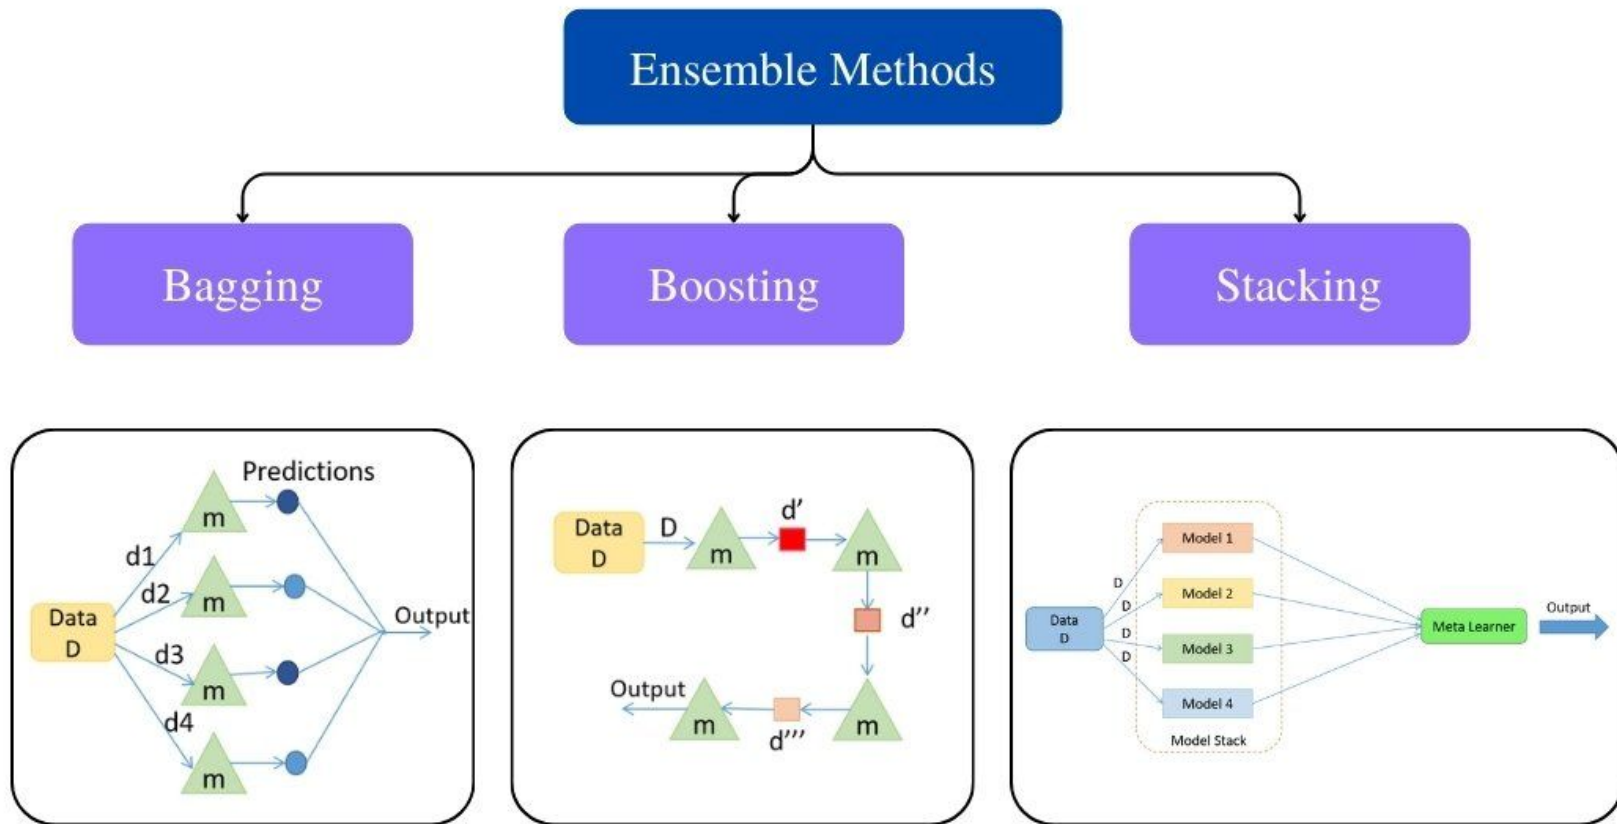 Ensemble Methods
Bagging
Boosting
Stacking
Predictions
m
d1
m
d2
Data
D
m
d3
m
d4
Output
Data
D
D
m
d'
m
d''
m
d'''
m
Output
Data
D
D
D
D
D
Model 1
Model 2
Model 3
Model 4
Model Stack
Meta Learner
Output